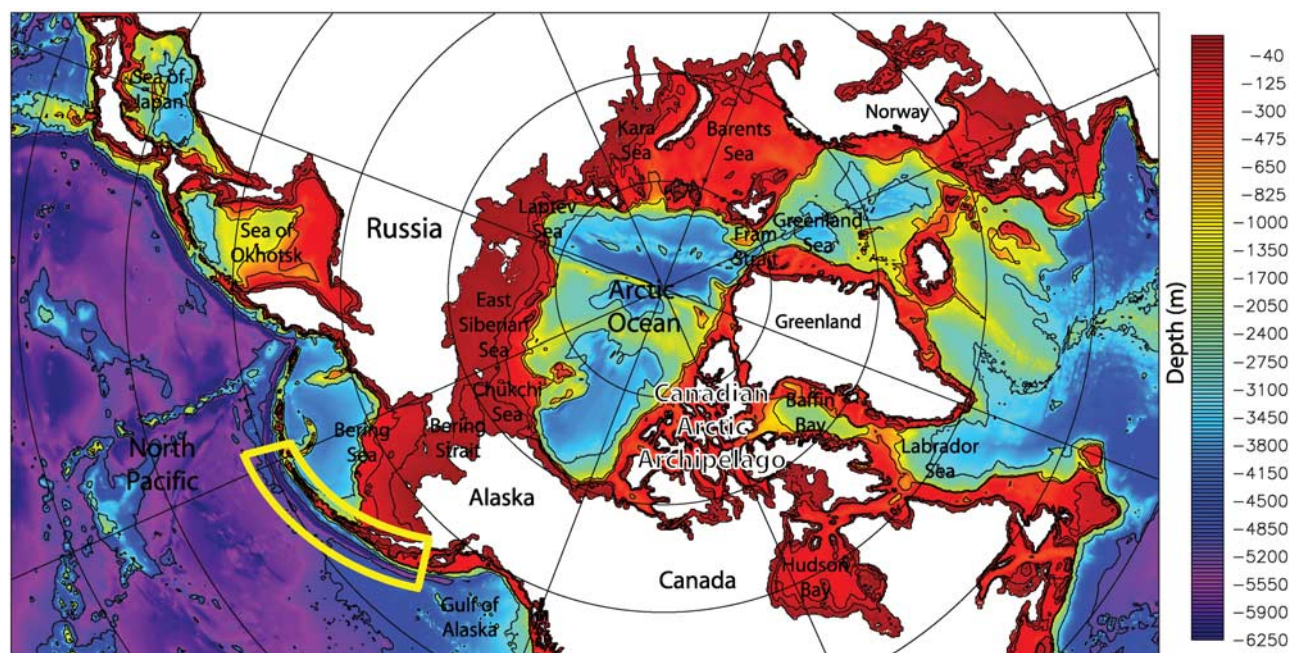 Sea of
Japan
Sea of
Okhotsk
Russia
Kara
Sea
Barents
Sea
Norway
Laptev
Sea
Fram
Strait
Greenland
Sea
East
Siberian
Sea
Arctic
Ocean
Greenland
Chukchi
Sea
Bering
Strait
Bering
Sea
North
Pacific
Alaska
Canadian
Arctic
Archipelago
Baffin
Bay
Labrador
Sea
Canada
Hudson
Bay
Gulf of
Alaska
Depth (m)
-40
-125
-300
-475
-650
-825
-1000
-1350
-1700
-2050
-2400
-2750
-3100
-3450
-3800
-4150
-4500
-4850
-5200
-5550
-5900
-6250